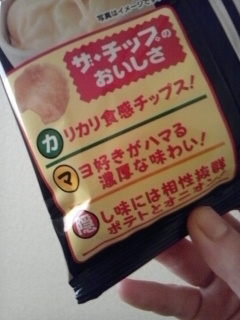 写真はイメージ
ザ・チップの
おいしさ
カリカリ食感チップス！
マヨ好きがハマる
濃厚な味わい！
隠し味には相性抜群
ポテトとオニオン